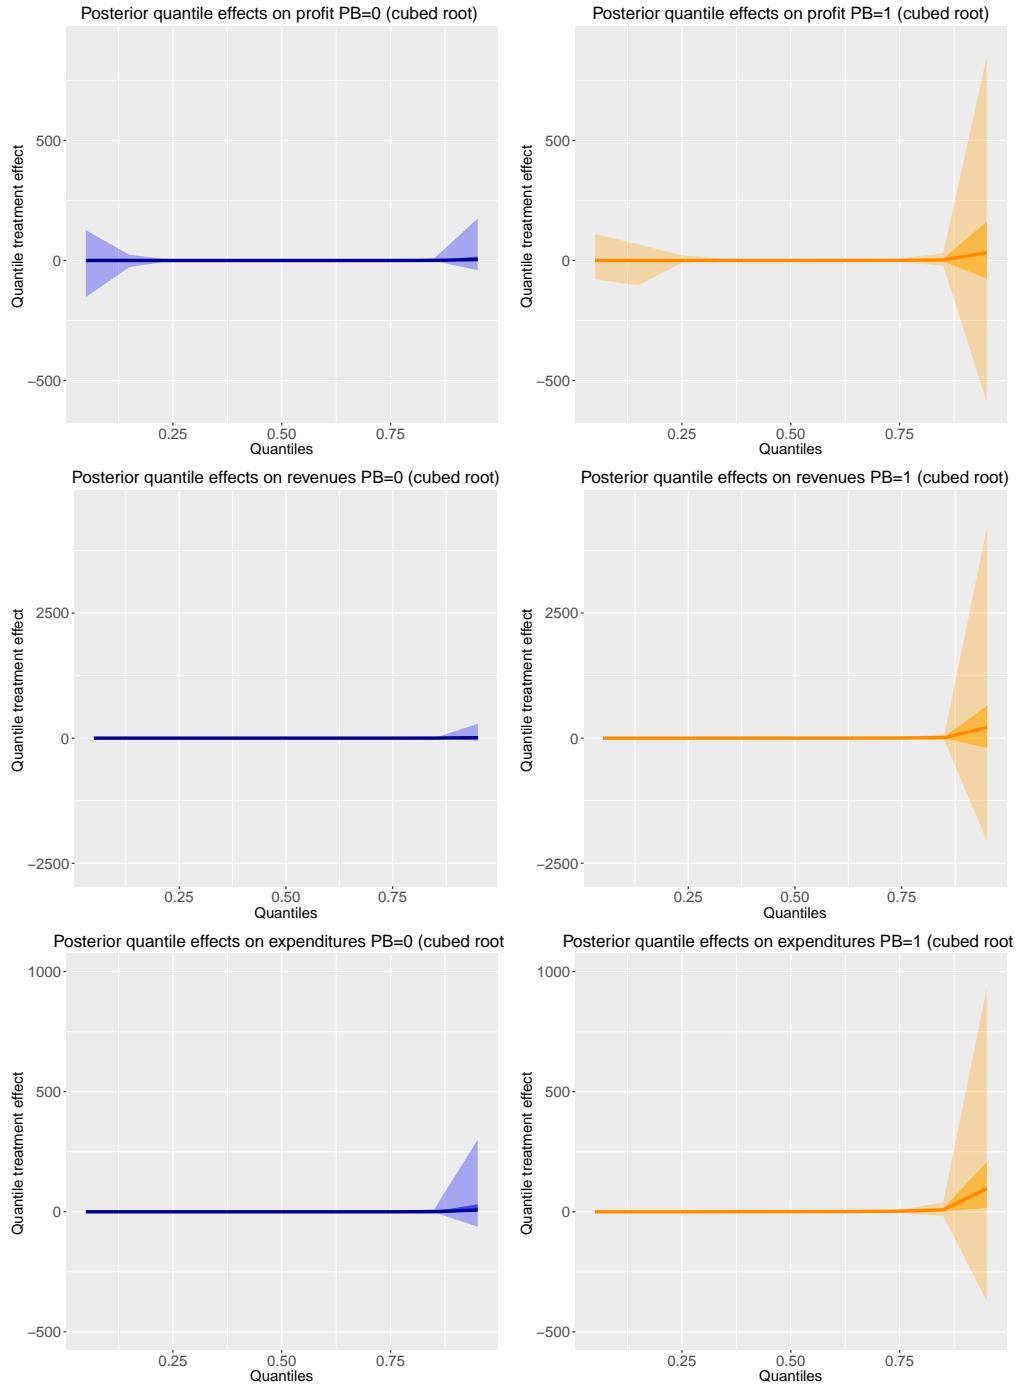 Posterior quantile effects on profit PB=0 (cubed root)
Quantile treatment effect
500
0
−500
0.25 0.50 0.75
Quantiles
Posterior quantile effects on profit PB=1 (cubed root)
Quantile treatment effect
500
0
−500
0.25 0.50 0.75
Quantiles
Posterior quantile effects on revenues PB=0 (cubed root)
Quantile treatment effect
2500
0
−2500
0.25 0.50 0.75
Quantiles
Posterior quantile effects on revenues PB=1 (cubed root)
Quantile treatment effect
2500
0
−2500
0.25 0.50 0.75
Quantiles
Posterior quantile effects on expenditures PB=0 (cubed root
Quantile treatment effect
1000
500
0
−500
0.25 0.50 0.75
Quantiles
Posterior quantile effects on expenditures PB=1 (cubed root
Quantile treatment effect
1000
500
0
−500
0.25 0.50 0.75
Quantiles